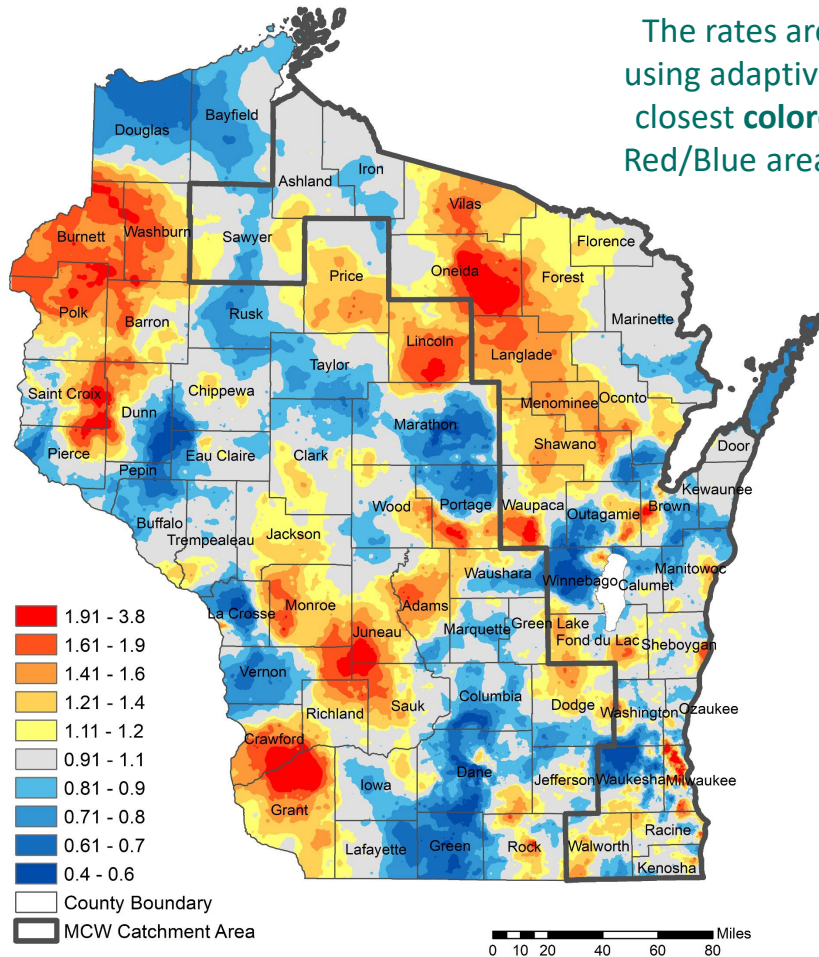 The rates are
using adaptiv
closest colore
Red/Blue area
Douglas
Bayfield
Ashland
Iron
Vilas
Burnett
Washburn
Sawyer
Florence
Price
Oneida
Forest
Polk
Barron
Rusk
Marinette
Lincoln
Langlade
Taylor
Saint Croix
Chippewa
Dunn
Menominee
Oconto
Marathon
Shawano
Pierce
Eau Claire
Clark
Door
Pepin
Kewaunee
Wood
Portage
Waupaca
Outagamie
Brown
Buffalo
Trempealeau
Jackson
Waushara
Winnebago
Calumet
Manitowoc
La Crosse
Monroe
Adams
Juneau
Marquette
Green Lake
Fond du Lac
Sheboygan
Vernon
Columbia
Richland
Sauk
Dodge
Washington
Ozaukee
Crawford
Dane
Iowa
Jefferson
Waukesha
Milwaukee
Grant
Lafayette
Green
Rock
Walworth
Racine
Kenosha
1.91 - 3.8
1.61 - 1.9
1.41 - 1.6
1.21 - 1.4
1.11 - 1.2
0.91 - 1.1
0.81 - 0.9
0.71 - 0.8
0.61 - 0.7
0.4 - 0.6
County Boundary
MCW Catchment Area
Miles
0 10 20 40 60 80